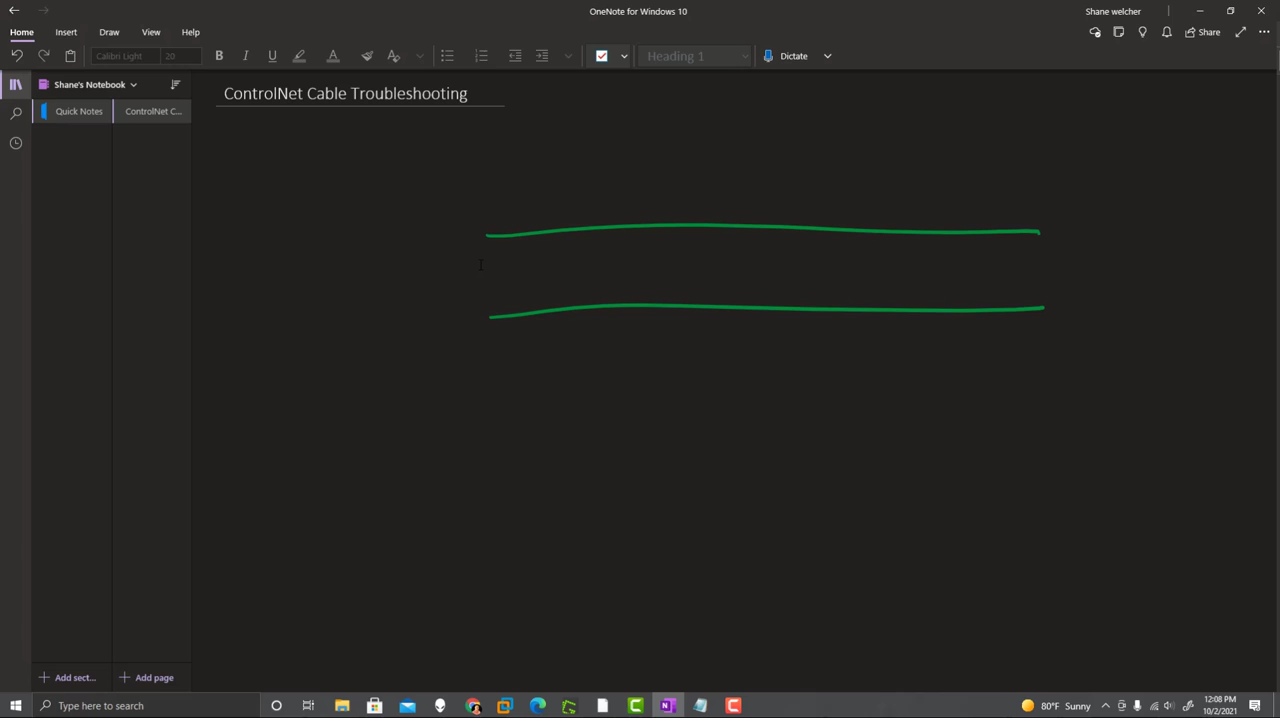 OneNote for Windows 10
Shane welcher
Home Insert Draw View Help
Share
Calibri Light 20 B I U A Heading 1 Dictate
Shane's Notebook
Quick Notes
ControlNet C...
ControlNet Cable Troubleshooting
Add sect...
Add page
Type here to search
80°F Sunny
12:08 PM
10/2/2021